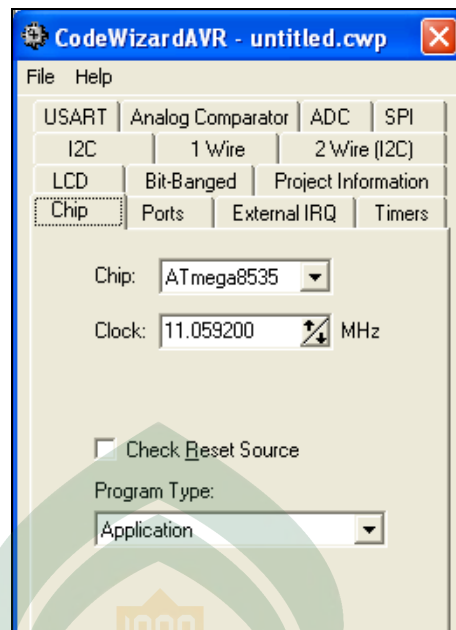 CodeWizardAVR - untitled.cwp
File Help
USART Analog Comparator ADC SPI
I2C 1 Wire 2 Wire (I2C)
LCD Bit-Banged Project Information
Chip Ports External IRQ Timers
Chip: ATmega8535
Clock: 11.059200 MHz
Check Reset Source
Program Type:
Application